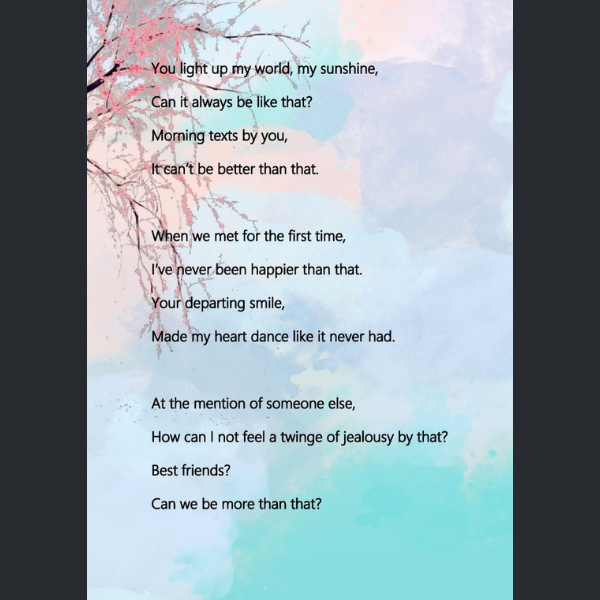 You light up my world, my sunshine,
Can it always be like that?
Morning texts by you,
It can't be better than that.
When we met for the first time,
I've never been happier than that.
Your departing smile,
Made my heart dance like it never had.
At the mention of someone else,
How can I not feel a twinge of jealousy by that?
Best friends?
Can we be more than that?